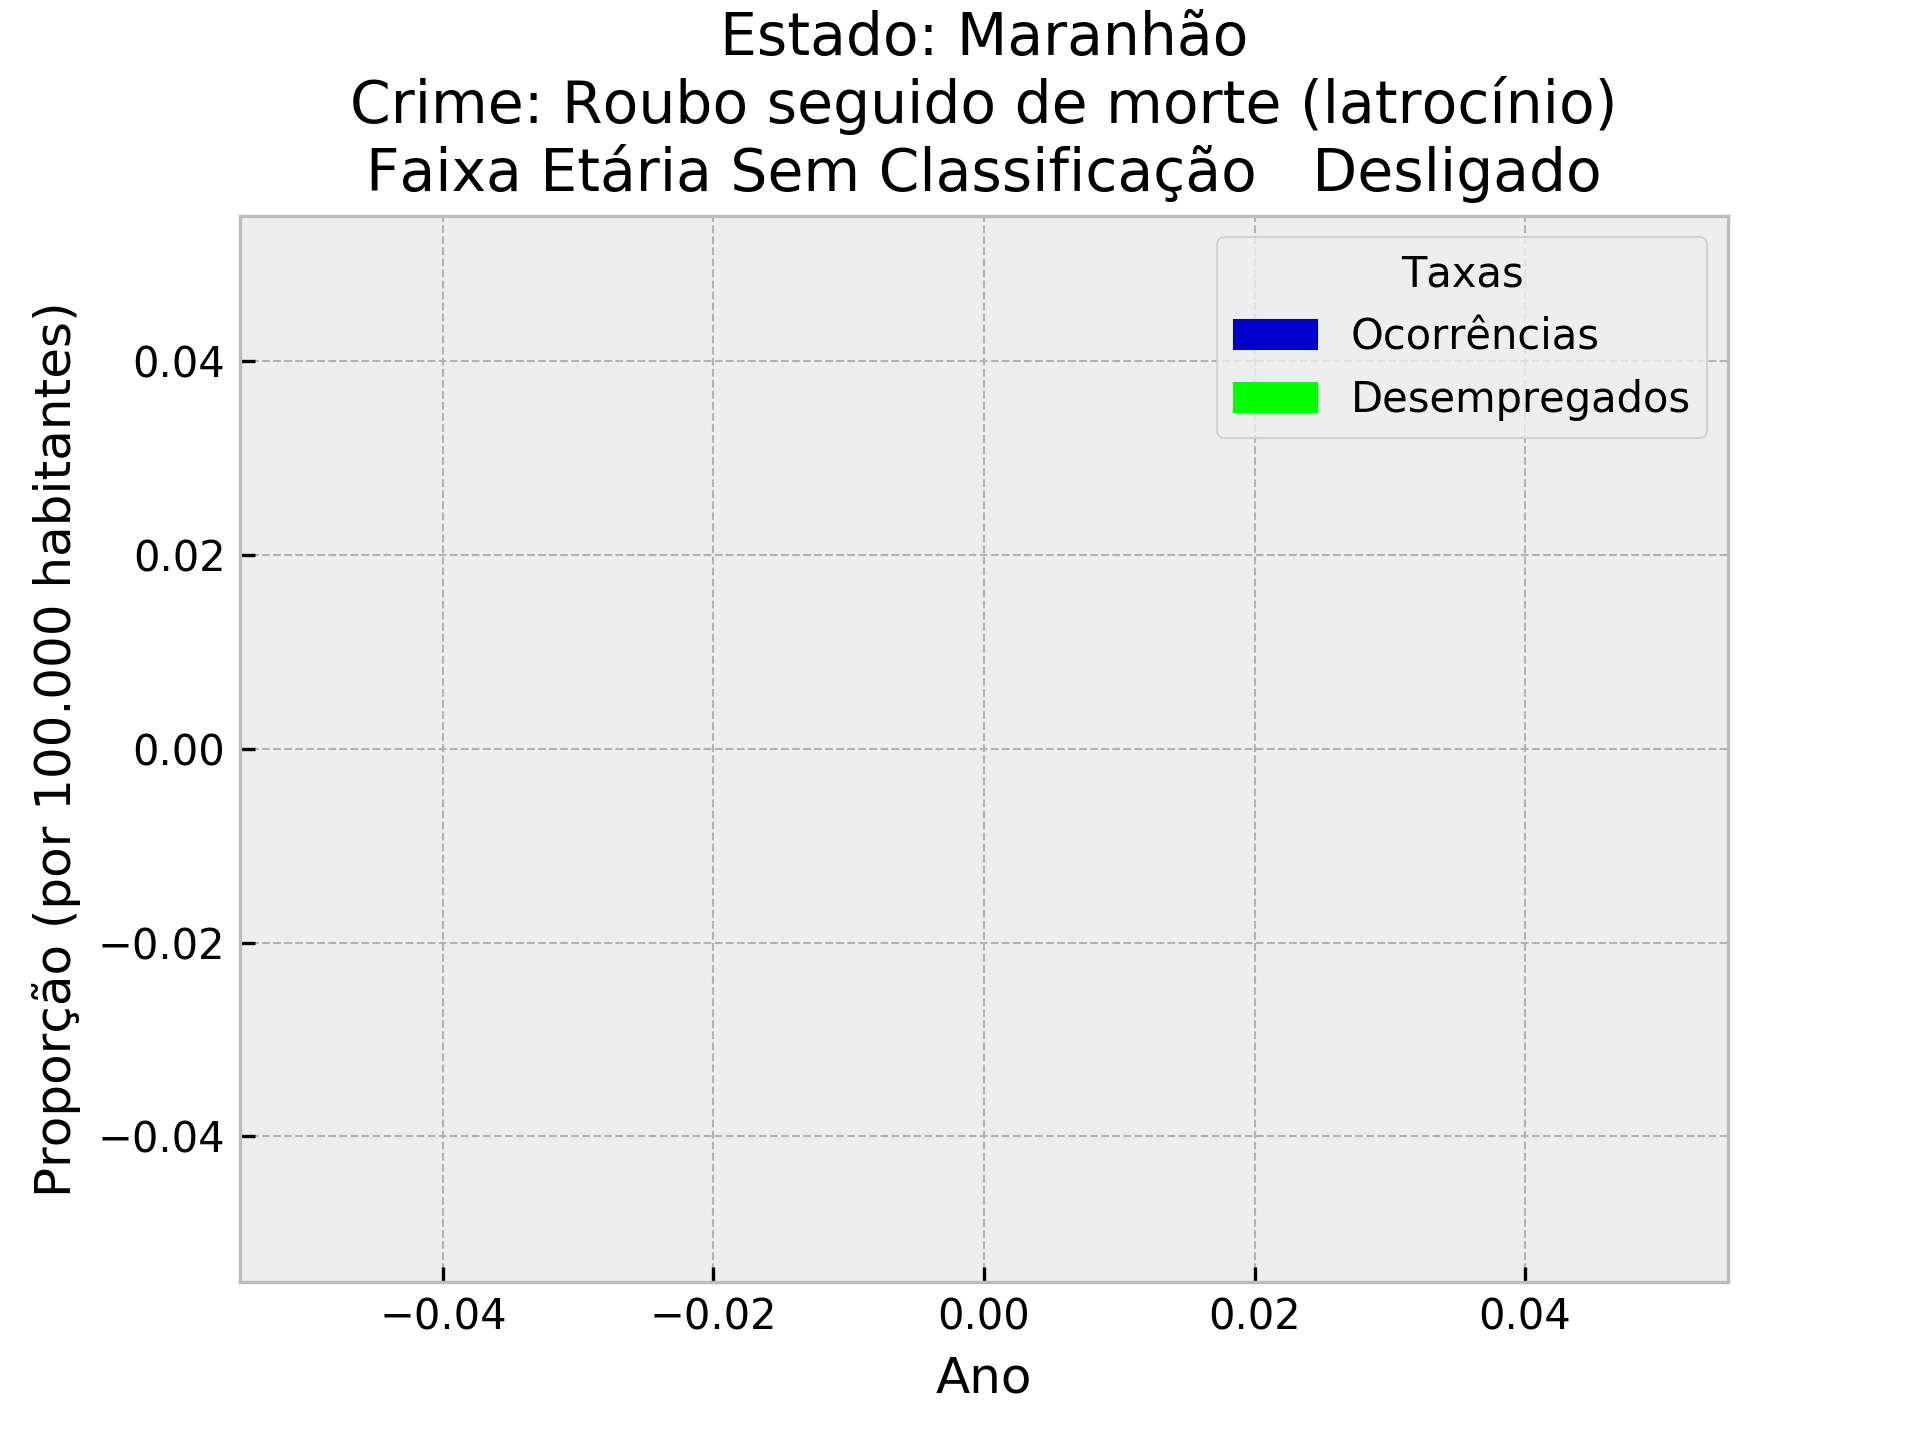 Estado: Maranhão
Crime: Roubo seguido de morte (latrocínio)
Faixa Etária Sem Classificação   Desligado
Taxas
Ocorrências
Desempregados
Proporção (por 100.000 habitantes)
0.04
0.02
0.00
−0.02
−0.04
−0.04
−0.02
0.00
0.02
0.04
Ano